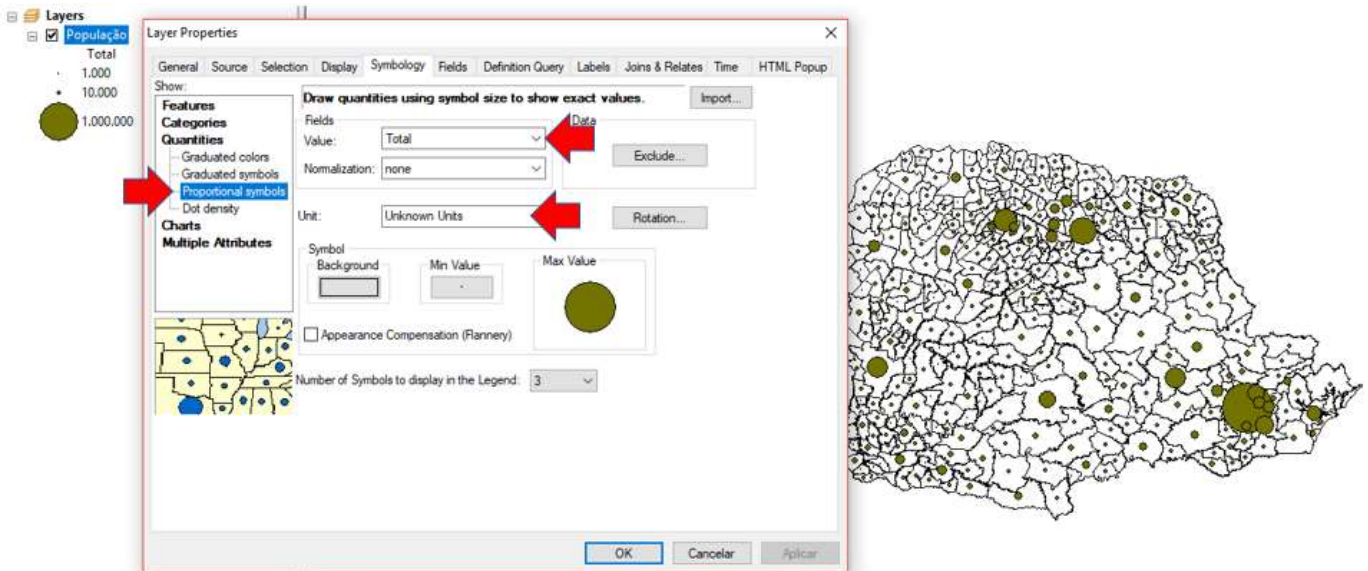 Layers
População
Total
1.000
10.000
1.000.000
Layer Properties
General Source Selection Display Symbology Fields Definition Query Labels Joins & Relates Time HTML Popup
Show:
Features
Categories
Quantities
Graduated colors
Graduated symbols
Proportional symbols
Dot density
Charts
Multiple Attributes
Draw quantities using symbol size to show exact values.
Import...
Fields
Value: Total
Normalization: none
Data
Exclude...
Unit: Unknown Units
Rotation...
Symbol
Background
Min Value
Max Value
Appearance Compensation (Flannery)
Number of Symbols to display in the Legend: 3
OK Cancelar Aplicar